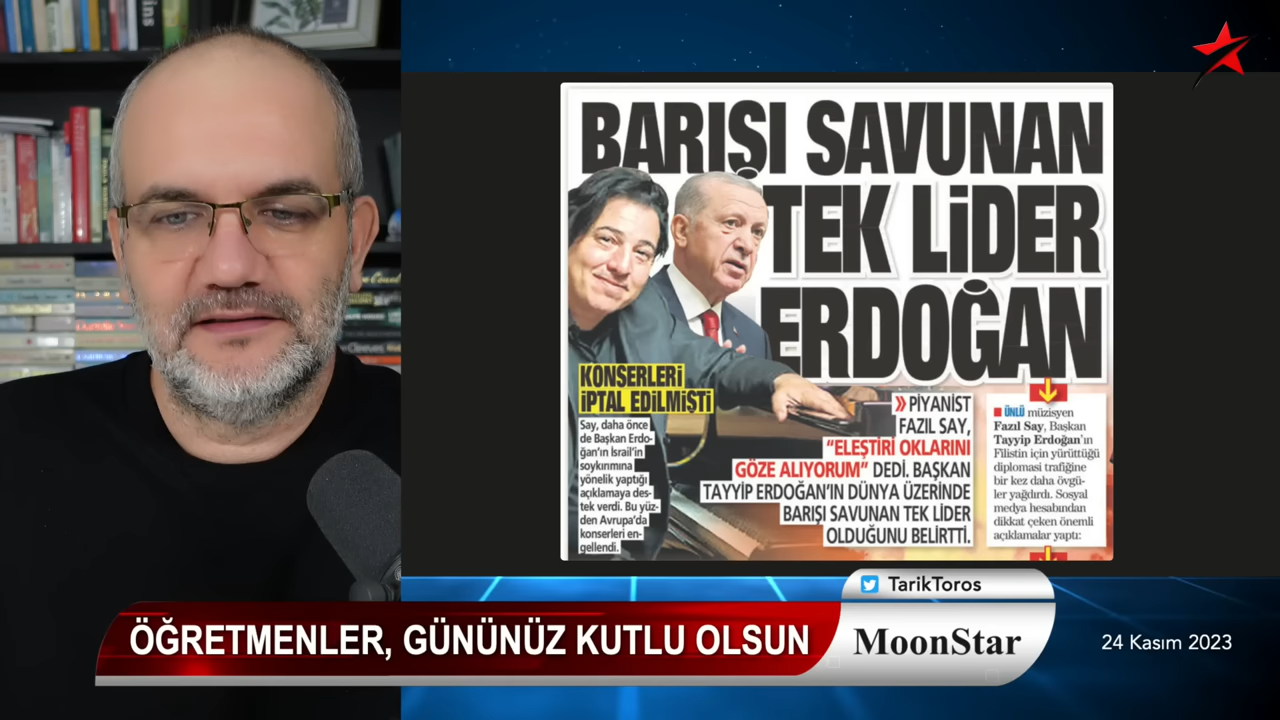 BARIŞI SAVUNAN
TEK LİDER
ERDOĞAN
KONSERLERİ
İPTAL EDİLMİŞTİ
Say, daha önce
de Başkan Erdo-
ğan'ın İsrail'in
soykırımına
yönelik yaptığı
açıklamaya des-
tek verdi. Bu yüz-
den Avrupa'da
konserleri en-
gellendi.
» PİYANİST
FAZIL SAY,
“ELEŞTİRİ OKLARINI
GÖZE ALIYORUM” DEDİ. BAŞKAN
TAYYİP ERDOĞAN'IN DÜNYA ÜZERİNDE
BARIŞI SAVUNAN TEK LİDER
OLDUĞUNU BELİRTTİ.
ÜNLÜ müzisyen
Fazıl Say, Başkan
Tayyip Erdoğan'ın
Filistin için yürüttüğü
diplomasi trafiğine
bir kez daha övgü-
ler yağdırdı. Sosyal
medya hesabından
dikkat çeken önemli
açıklamalar yaptı:
TarikToros
ÖĞRETMENLER, GÜNÜNÜZ KUTLU OLSUN
MoonStar
24 Kasım 2023